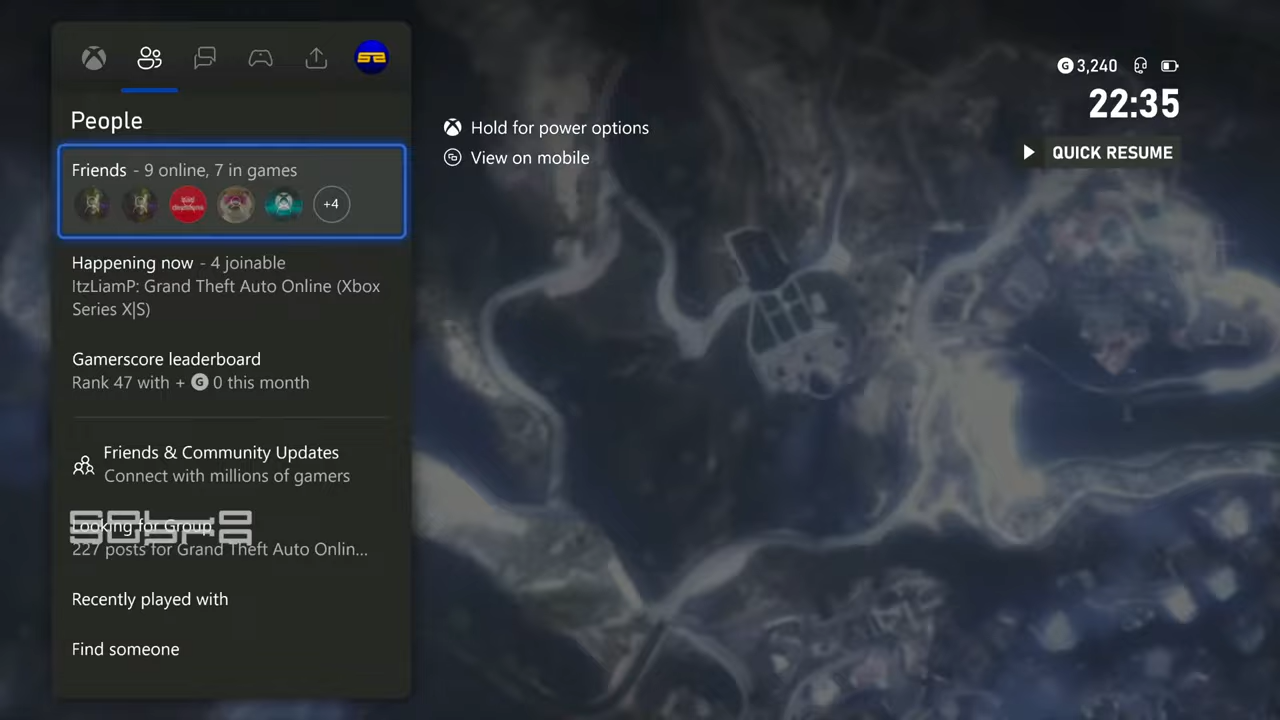 3,240
22:35
QUICK RESUME
Hold for power options
View on mobile
People
Friends - 9 online, 7 in games
+4
Happening now - 4 joinable
ItzLiamP: Grand Theft Auto Online (Xbox
Series X|S)
Gamerscore leaderboard
Rank 47 with + G 0 this month
Friends & Community Updates
Connect with millions of gamers
Looking for Group
227 posts for Grand Theft Auto Onlin...
Recently played with
Find someone